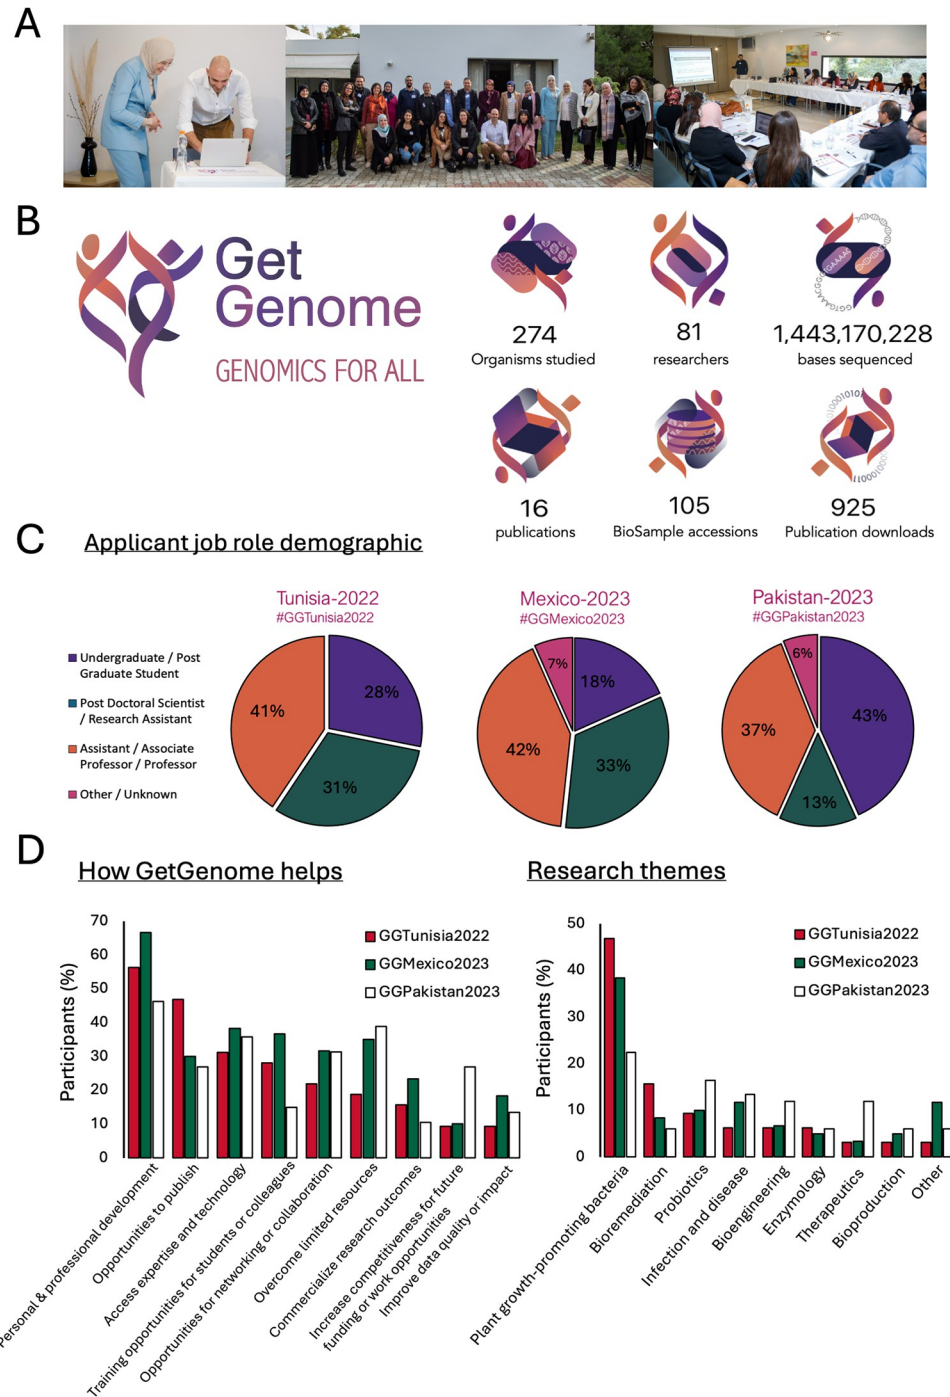 A
B
Get
Genome
GENOMICS FOR ALL
274
Organisms studied
81
researchers
GAAAA
GGTGAAACGGG
1,443,170,228
bases sequenced
16
publications
105
BioSample accessions
925
Publication downloads
C
Applicant job role demographic
Undergraduate / Post
Graduate Student
Post Doctoral Scientist
/ Research Assistant
Assistant / Associate
Professor / Professor
Other / Unknown
Tunisia-2022
#GGTunisia2022
28%
31%
41%
Mexico-2023
#GGMexico2023
7%
18%
33%
42%
Pakistan-2023
#GGPakistan2023
6%
43%
13%
37%
D
How GetGenome helps
Participants (%)
70
60
50
40
30
20
10
0
GGTunisia2022
GGMexico2023
GGPakistan2023
Personal & professional development
Opportunities to publish
Access expertise and technology
Training opportunities for students or colleagues
Opportunities for networking or collaboration
Overcome limited resources
Commercialize research outcomes
Increase competitiveness for future
funding or work opportunities
Improve data quality or impact
Research themes
Participants (%)
50
40
30
20
10
0
GGTunisia2022
GGMexico2023
GGPakistan2023
Plant growth-promoting bacteria
Bioremediation
Probiotics
Infection and disease
Bioengineering
Enzymology
Therapeutics
Bioproduction
Other